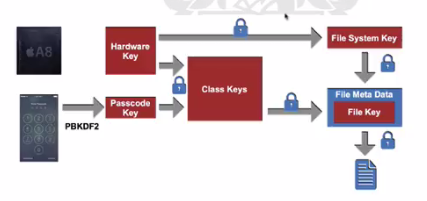 A8
Hardware
Key
File System Key
Class Keys
Passcode
Key
PBKDF2
File Meta Data
File Key